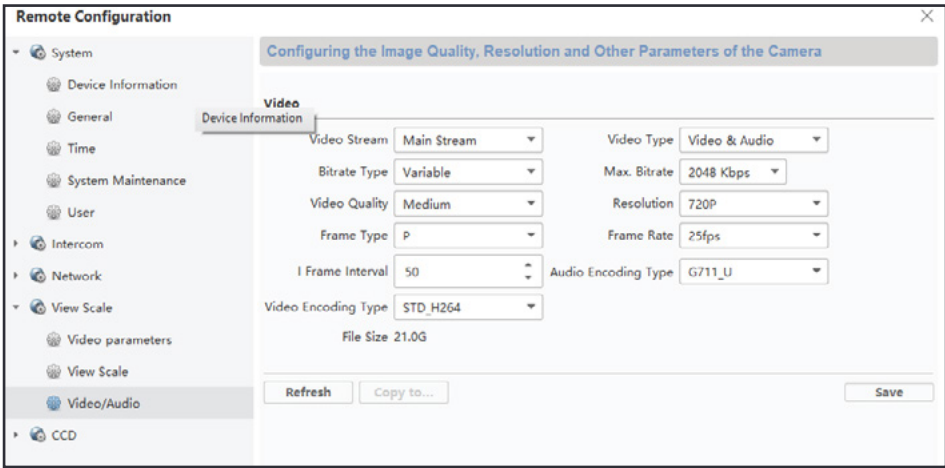 Remote Configuration
System
Device Information
General
Time
System Maintenance
User
Intercom
Network
View Scale
Video parameters
View Scale
Video/Audio
CCD
Device Information
Configuring the Image Quality, Resolution and Other Parameters of the Camera
Video
Video Stream Main Stream Video Type Video & Audio
Bitrate Type Variable Max. Bitrate 2048 Kbps
Video Quality Medium Resolution 720P
Frame Type P Frame Rate 25fps
I Frame Interval 50 Audio Encoding Type G711_U
Video Encoding Type STD_H264
File Size 21.0G
Refresh Copy to... Save